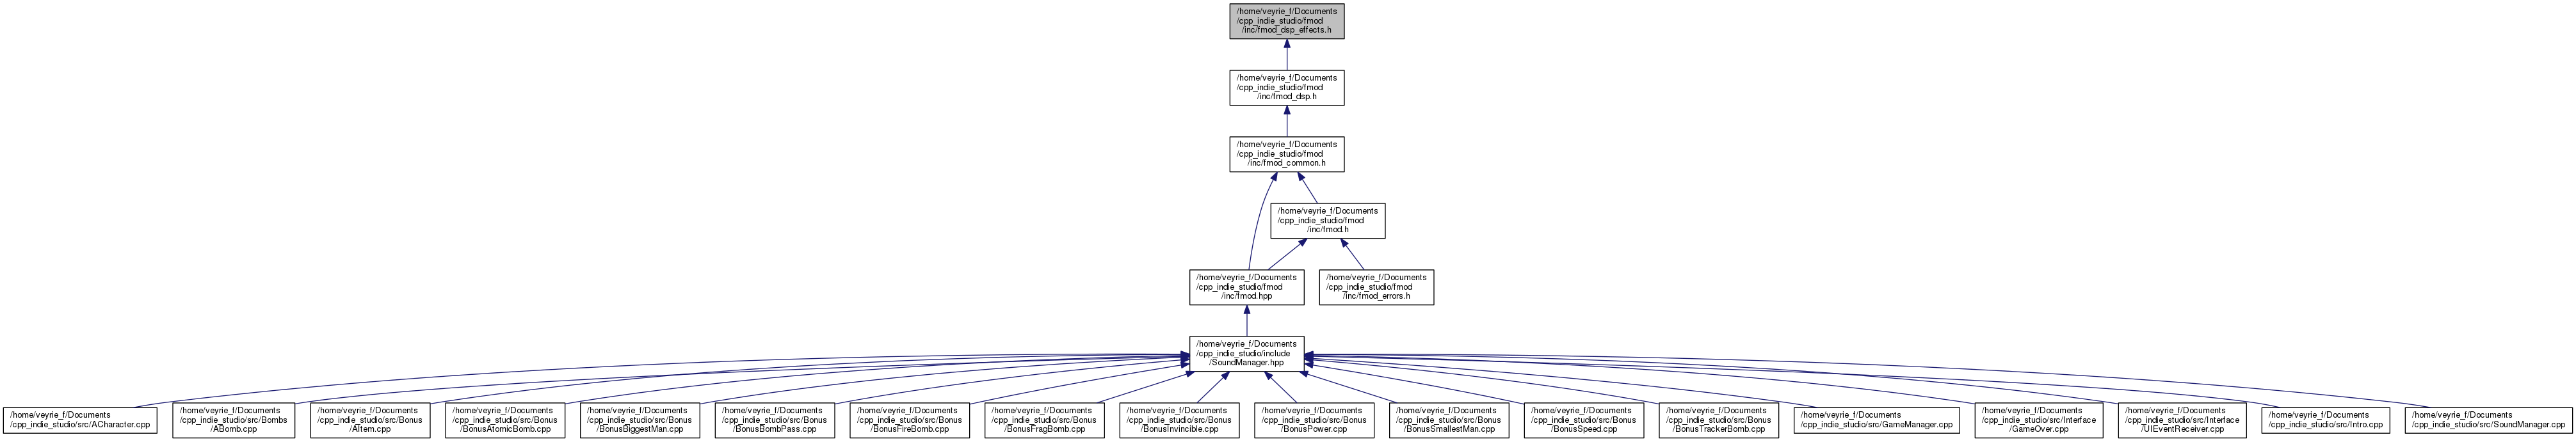 /home/veyrie_f/Documents
/cpp_indie_studio/fmod
/inc/fmod_dsp_effects.h
/home/veyrie_f/Documents
/cpp_indie_studio/fmod
/inc/fmod_dsp.h
/home/veyrie_f/Documents
/cpp_indie_studio/fmod
/inc/fmod_common.h
/home/veyrie_f/Documents
/cpp_indie_studio/fmod
/inc/fmod.h
/home/veyrie_f/Documents
/cpp_indie_studio/fmod
/inc/fmod.hpp
/home/veyrie_f/Documents
/cpp_indie_studio/fmod
/inc/fmod_errors.h
/home/veyrie_f/Documents
/cpp_indie_studio/include
/SoundManager.hpp
/home/veyrie_f/Documents
/cpp_indie_studio/src/ACharacter.cpp
/home/veyrie_f/Documents
/cpp_indie_studio/src/Bombs
/ABomb.cpp
/home/veyrie_f/Documents
/cpp_indie_studio/src/Bonus
/AItem.cpp
/home/veyrie_f/Documents
/cpp_indie_studio/src/Bonus
/BonusAtomicBomb.cpp
/home/veyrie_f/Documents
/cpp_indie_studio/src/Bonus
/BonusBiggestMan.cpp
/home/veyrie_f/Documents
/cpp_indie_studio/src/Bonus
/BonusBombPass.cpp
/home/veyrie_f/Documents
/cpp_indie_studio/src/Bonus
/BonusFireBomb.cpp
/home/veyrie_f/Documents
/cpp_indie_studio/src/Bonus
/BonusFragBomb.cpp
/home/veyrie_f/Documents
/cpp_indie_studio/src/Bonus
/BonusInvincible.cpp
/home/veyrie_f/Documents
/cpp_indie_studio/src/Bonus
/BonusPower.cpp
/home/veyrie_f/Documents
/cpp_indie_studio/src/Bonus
/BonusSmallestMan.cpp
/home/veyrie_f/Documents
/cpp_indie_studio/src/Bonus
/BonusSpeed.cpp
/home/veyrie_f/Documents
/cpp_indie_studio/src/Bonus
/BonusTrackerBomb.cpp
/home/veyrie_f/Documents
/cpp_indie_studio/src/GameManager.cpp
/home/veyrie_f/Documents
/cpp_indie_studio/src/Interface
/GameOver.cpp
/home/veyrie_f/Documents
/cpp_indie_studio/src/Interface
/UIEventReceiver.cpp
/home/veyrie_f/Documents
/cpp_indie_studio/src/Intro.cpp
/home/veyrie_f/Documents
/cpp_indie_studio/src/SoundManager.cpp